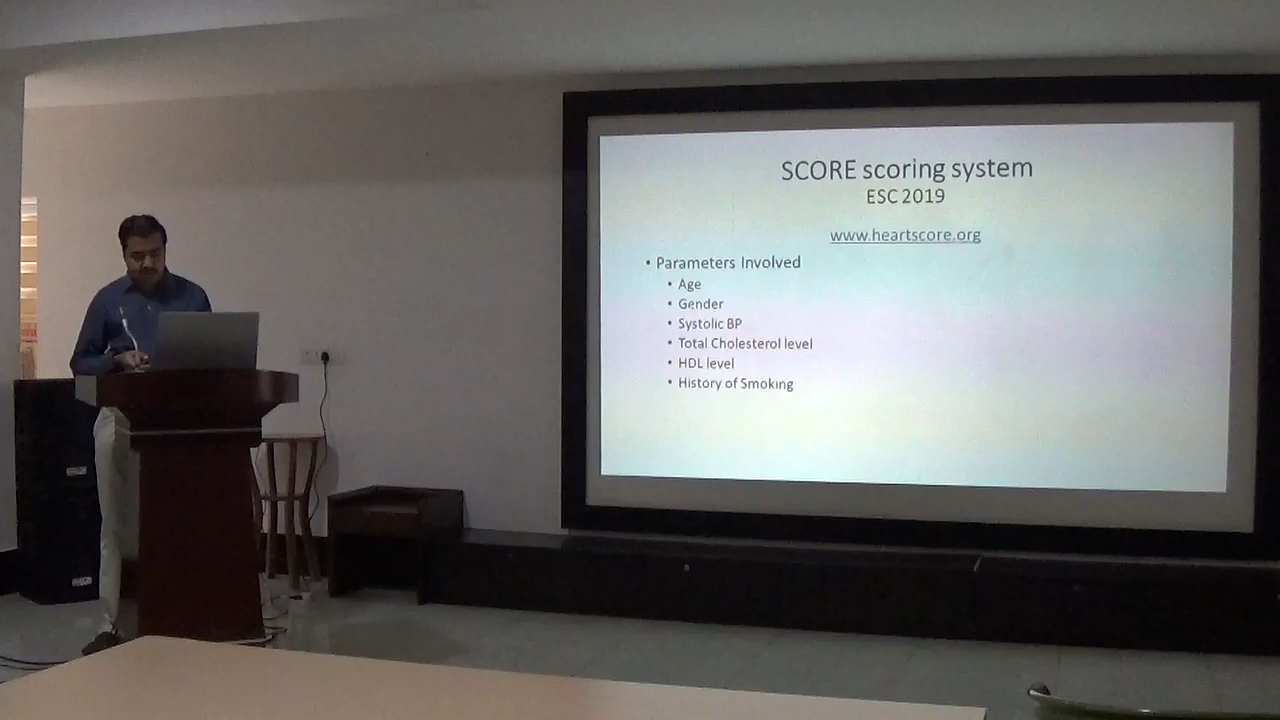 SCORE scoring system
ESC 2019
www.heartscore.org
• Parameters Involved
• Age
• Gender
• Systolic BP
• Total Cholesterol level
• HDL level
• History of Smoking